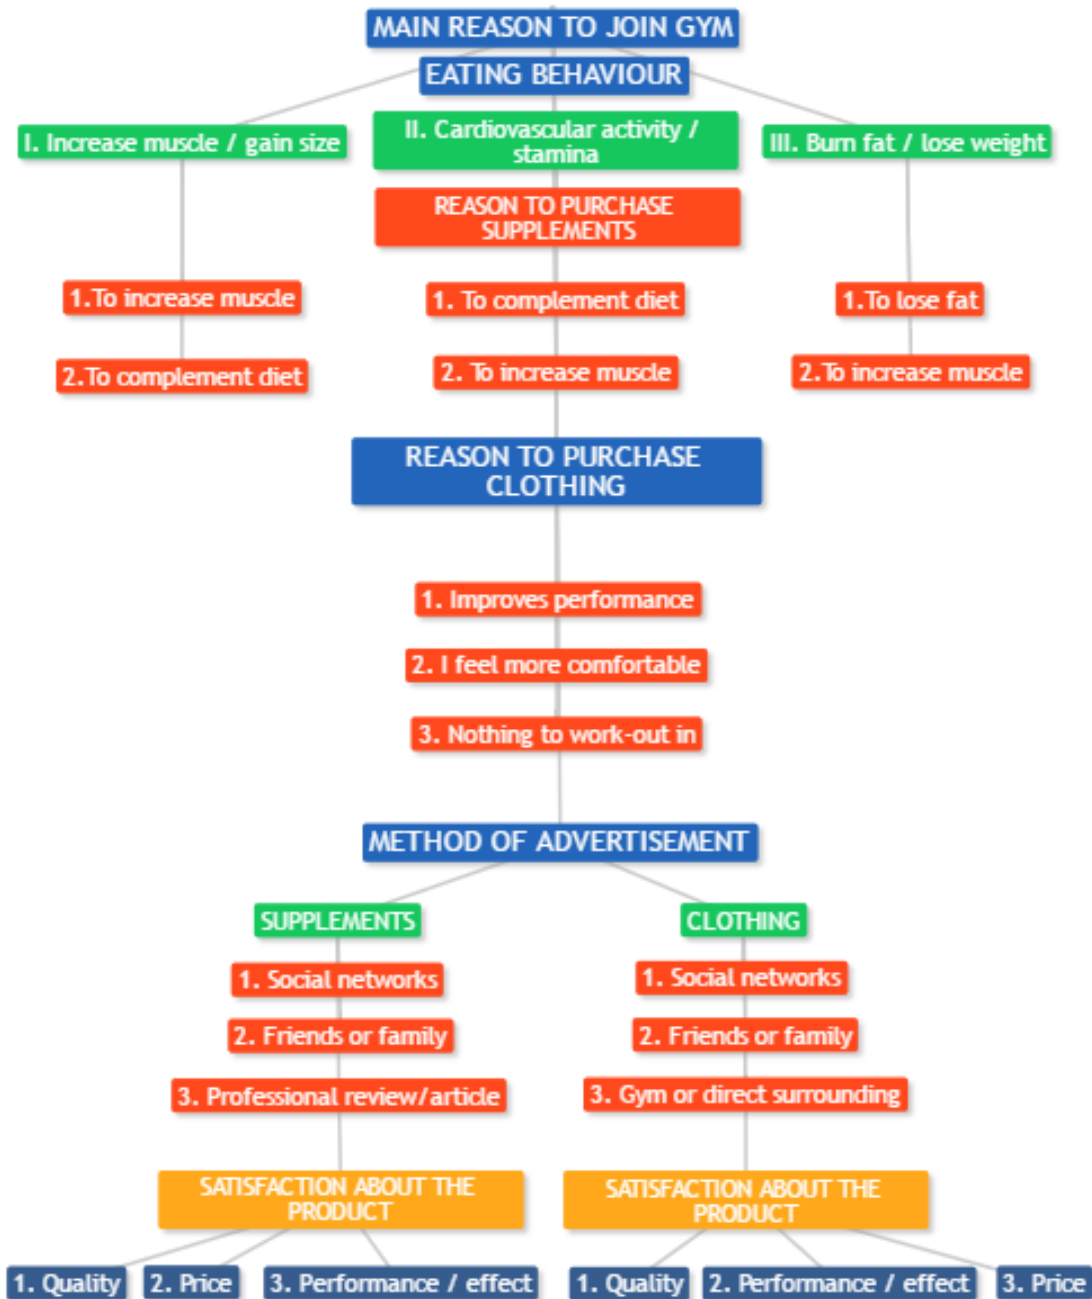 MAIN REASON TO JOIN GYM
EATING BEHAVIOUR
I. Increase muscle / gain size
II. Cardiovascular activity /
stamina
III. Burn fat / lose weight
REASON TO PURCHASE
SUPPLEMENTS
1.To increase muscle
1. To complement diet
1.To lose fat
2.To complement diet
2. To increase muscle
2.To increase muscle
REASON TO PURCHASE
CLOTHING
1. Improves performance
2. I feel more comfortable
3. Nothing to work-out in
METHOD OF ADVERTISEMENT
SUPPLEMENTS
CLOTHING
1. Social networks
1. Social networks
2. Friends or family
2. Friends or family
3. Professional review/article
3. Gym or direct surrounding
SATISFACTION ABOUT THE
PRODUCT
SATISFACTION ABOUT THE
PRODUCT
1. Quality
2. Price
3. Performance / effect
1. Quality
2. Performance / effect
3. Price